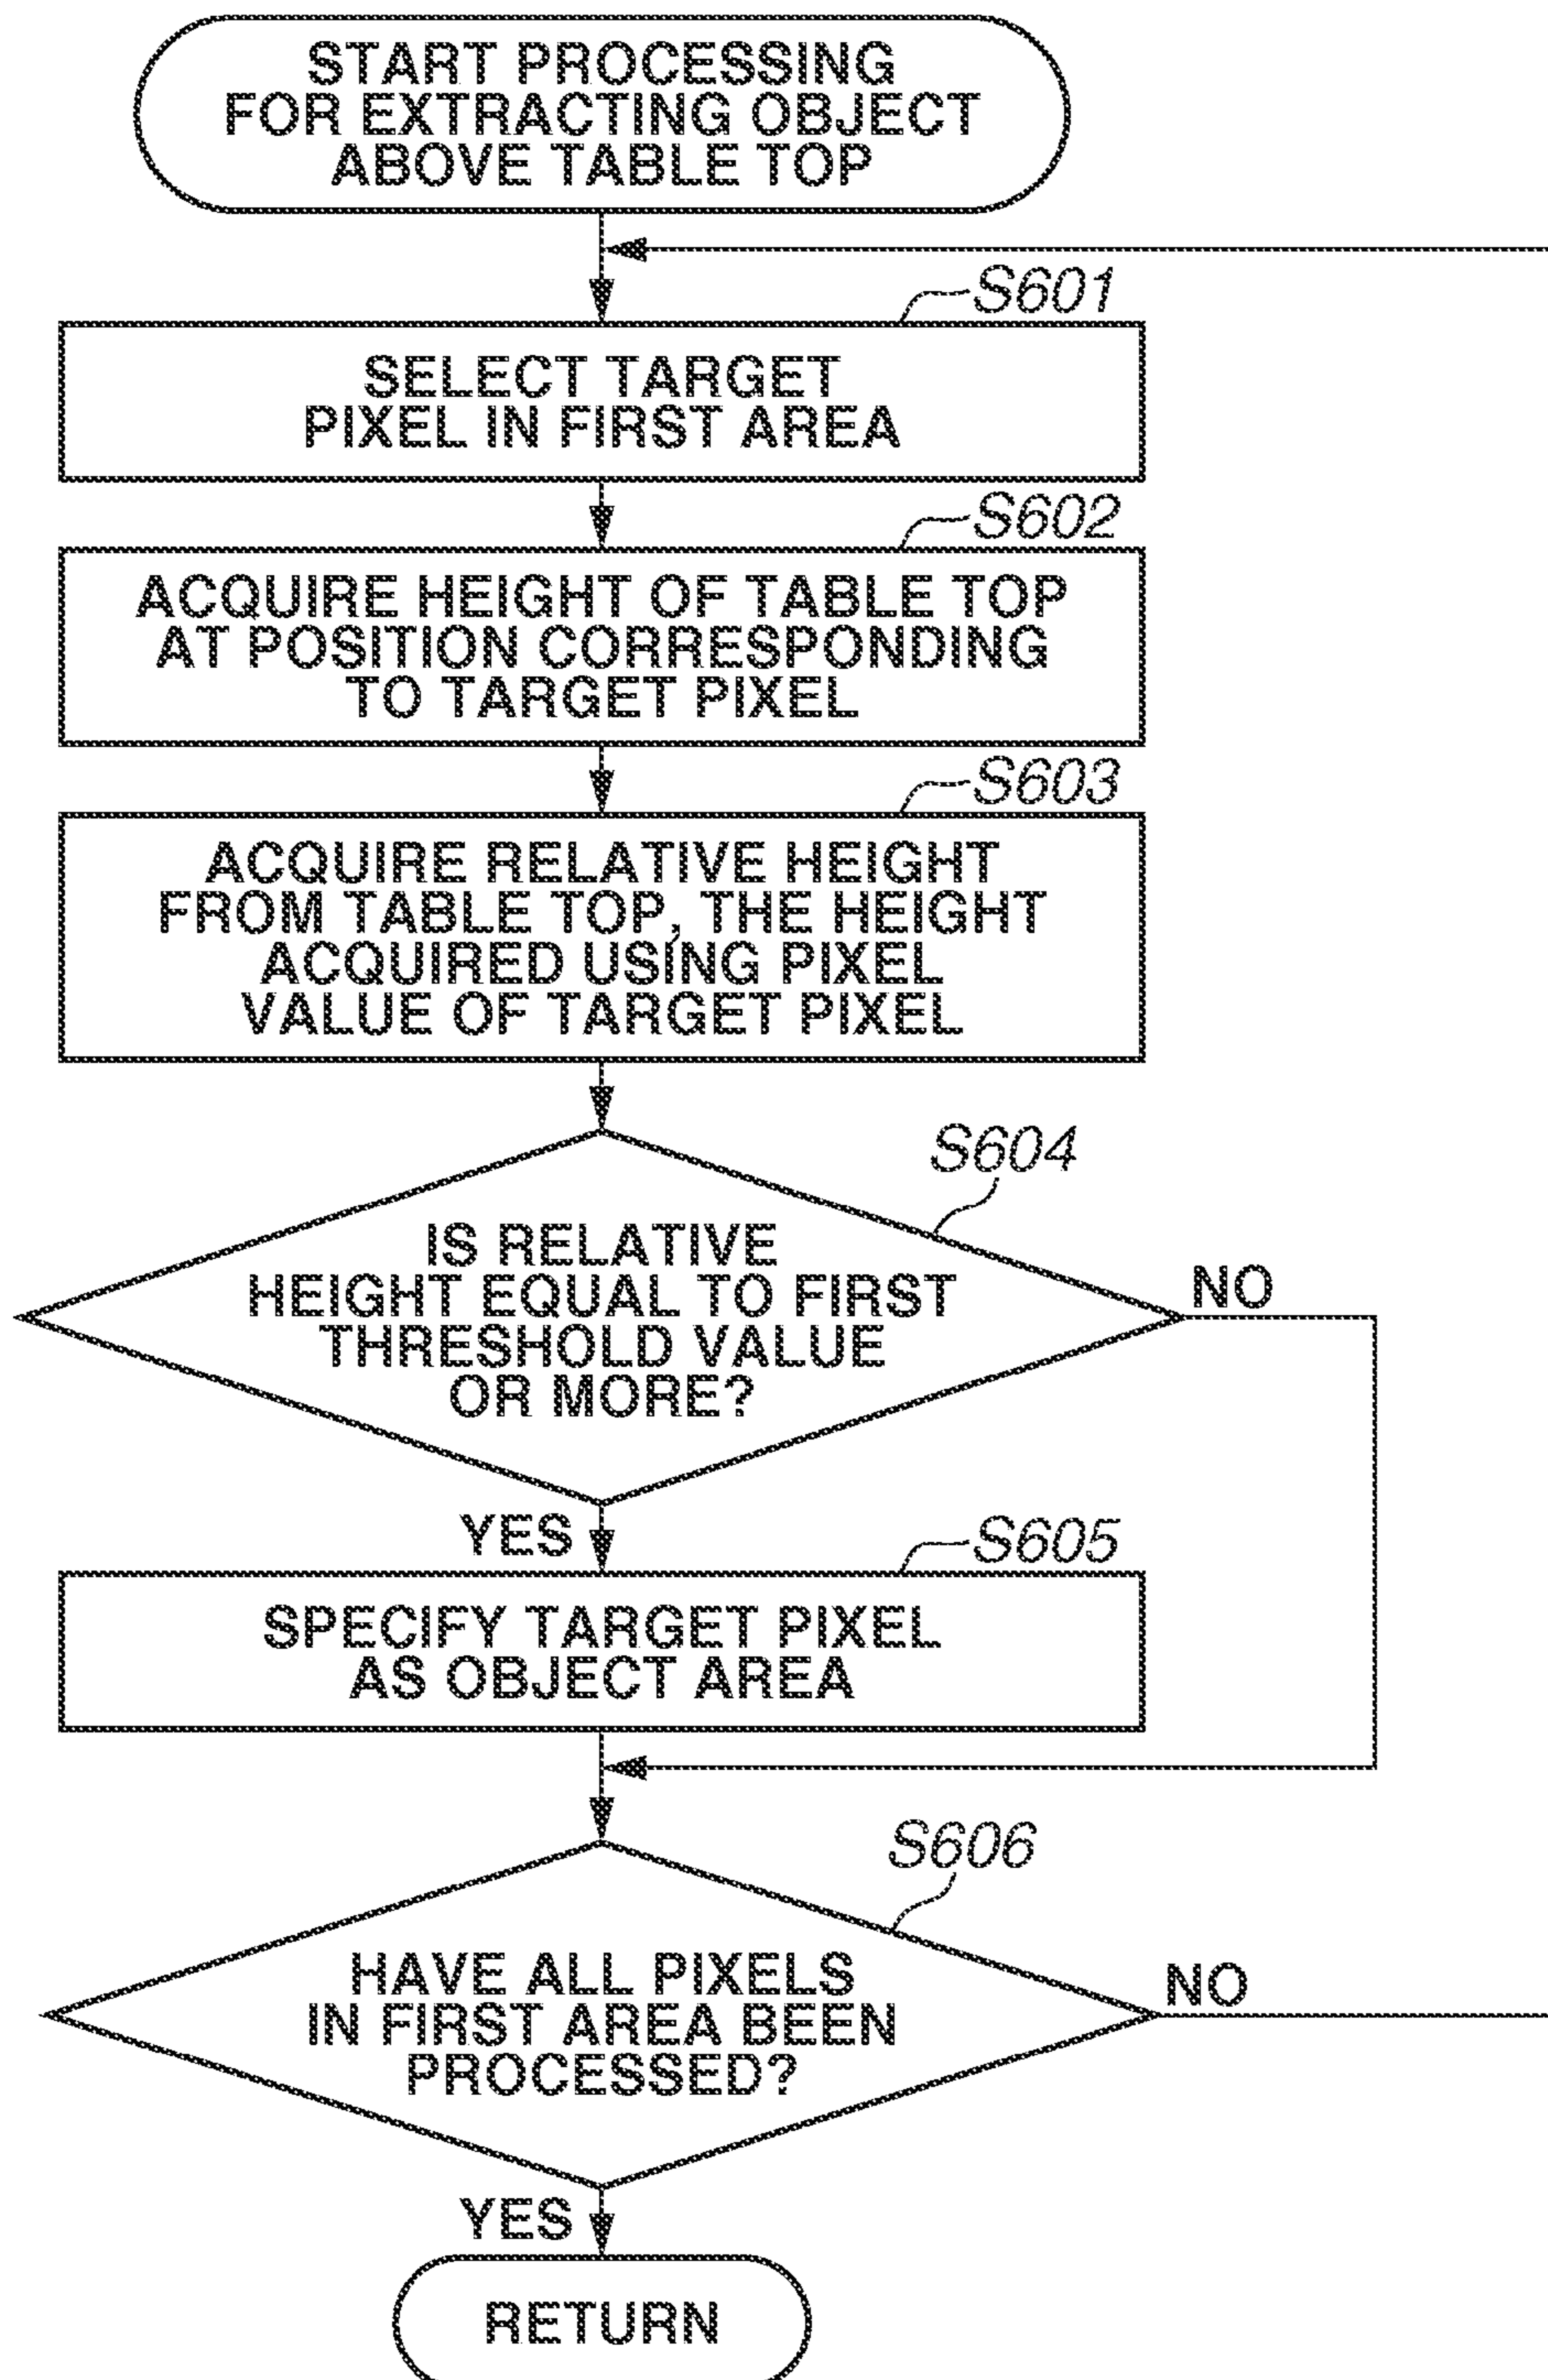 START PROCESSING
FOR EXTRACTING OBJECT
ABOVE TABLE TOP
S601
SELECT TARGET
PIXEL IN FIRST AREA
S602
ACQUIRE HEIGHT OF TABLE TOP
AT POSITION CORRESPONDING
TO TARGET PIXEL
S603
ACQUIRE RELATIVE HEIGHT
FROM TABLE TOP, THE HEIGHT
ACQUIRED USING PIXEL
VALUE OF TARGET PIXEL
S604
IS RELATIVE
HEIGHT EQUAL TO FIRST
THRESHOLD VALUE
OR MORE?
NO
YES
S605
SPECIFY TARGET PIXEL
AS OBJECT AREA
S606
HAVE ALL PIXELS
IN FIRST AREA BEEN
PROCESSED?
NO
YES
RETURN